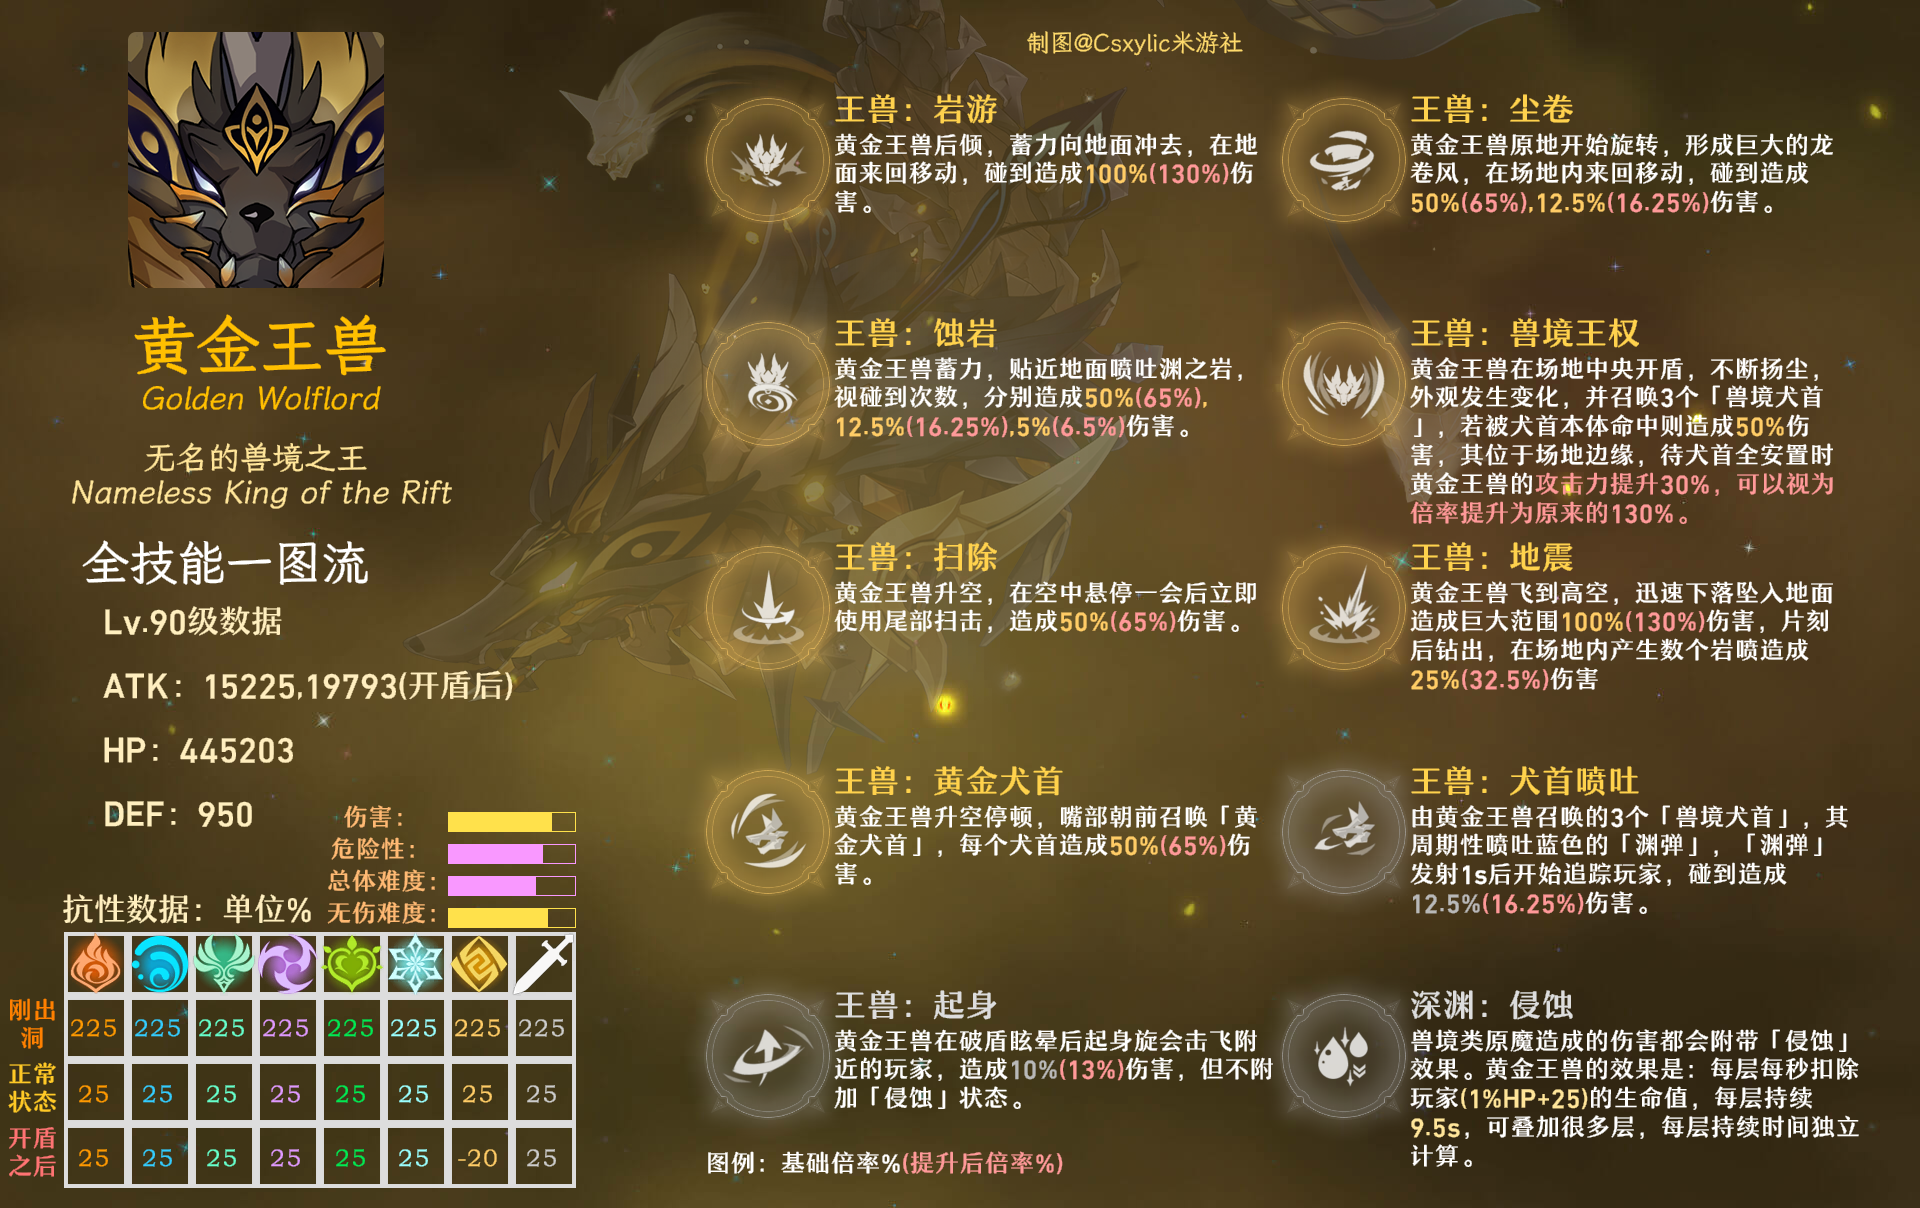 制图@Csxylic米游社
黄金王兽
Golden Wolflord
无名的兽境之王
Nameless King of the Rift
全技能一图流
Lv.90级数据
ATK：15225,19793(开盾后)
HP：445203
DEF：950
伤害：
危险性：
总体难度：
无伤难度：
抗性数据：单位%
刚出
洞
225 225 225 225 225 225 225 225
正常
状态
25 25 25 25 25 25 25 25
开盾
之后
25 25 25 25 25 25 -20 25
王兽：岩游
黄金王兽后倾，蓄力向地面冲去，在地
面来回移动，碰到造成100%(130%)伤
害。
王兽：尘卷
黄金王兽原地开始旋转，形成巨大的龙
卷风，在场地内来回移动，碰到造成
50%(65%),12.5%(16.25%)伤害。
王兽：蚀岩
黄金王兽蓄力，贴近地面喷吐渊之岩，
视碰到次数，分别造成50%(65%),
12.5%(16.25%),5%(6.5%)伤害。
王兽：兽境王权
黄金王兽在场地中央开盾，不断扬尘，
外观发生变化，并召唤3个「兽境犬首
」，若被犬首本体命中则造成50%伤
害，其位于场地边缘，待犬首全安置时
黄金王兽的攻击力提升30%，可以视为
倍率提升为原来的130%。
王兽：扫除
黄金王兽升空，在空中悬停一会后立即
使用尾部扫击，造成50%(65%)伤害。
王兽：地震
黄金王兽飞到高空，迅速下落坠入地面
造成巨大范围100%(130%)伤害，片刻
后钻出，在场地内产生数个岩喷造成
25%(32.5%)伤害
王兽：黄金犬首
黄金王兽升空停顿，嘴部朝前召唤「黄
金犬首」，每个犬首造成50%(65%)伤
害。
王兽：犬首喷吐
由黄金王兽召唤的3个「兽境犬首」，其
周期性喷吐蓝色的「渊弹」，「渊弹」
发射1s后开始追踪玩家，碰到造成
12.5%(16.25%)伤害。
王兽：起身
黄金王兽在破盾眩晕后起身旋会击飞附
近的玩家，造成10%(13%)伤害，但不附
加「侵蚀」状态。
深渊：侵蚀
兽境类原魔造成的伤害都会附带「侵蚀」
效果。黄金王兽的效果是：每层每秒扣除
玩家(1%HP+25)的生命值，每层持续
9.5s，可叠加很多层，每层持续时间独立
计算。
图例：基础倍率%(提升后倍率%)